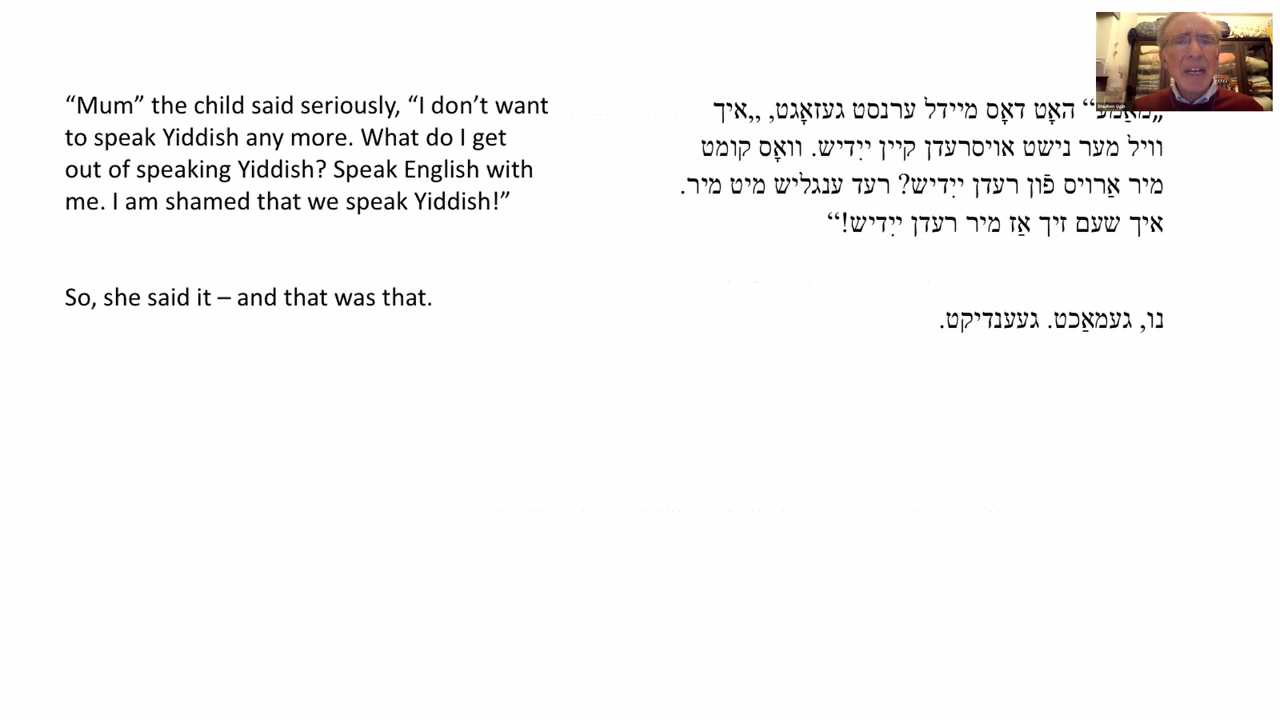 “Mum” the child said seriously, “I don’t want
to speak Yiddish any more. What do I get
out of speaking Yiddish? Speak English with
me. I am shamed that we speak Yiddish!”
So, she said it – and that was that.
„מאַמע“ האָט דאָס מיידל ערנסט געזאָגט, ,,איך
וויל מער נישט אויסרעדן קיין ייִדיש. וואָס קומט
מיר אַרויס פֿון רעדן ייִדיש? רעד ענגליש מיט מיר.
איך שעם זיך אַז מיר רעדן ייִדיש!“
נו, געמאַכט. געענדיקט.